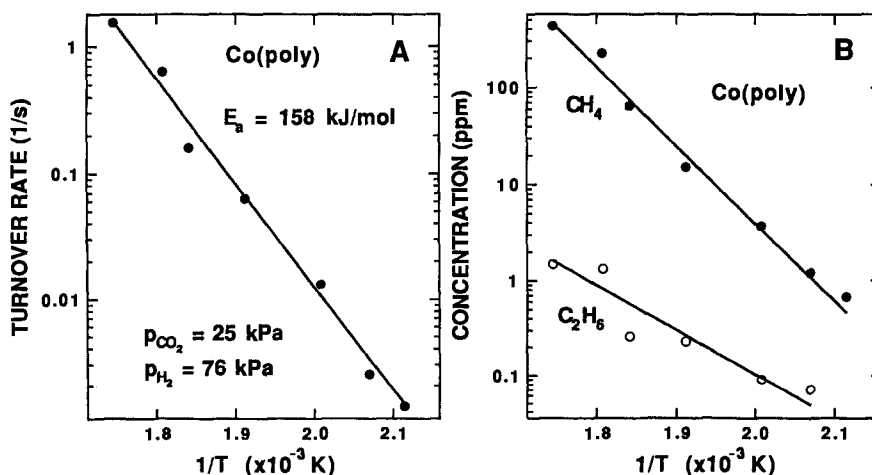 Co(poly)
A
Eₐ = 158 kJ/mol
p_CO₂ = 25 kPa
p_H₂ = 76 kPa
TURNOVER RATE (1/s)
1
0.1
0.01
1.8
1.9
2.0
2.1
1/T (x10⁻³ K)
B
Co(poly)
CH₄
C₂H₆
CONCENTRATION (ppm)
100
10
1
0.1
1.8
1.9
2.0
2.1
1/T (x10⁻³ K)